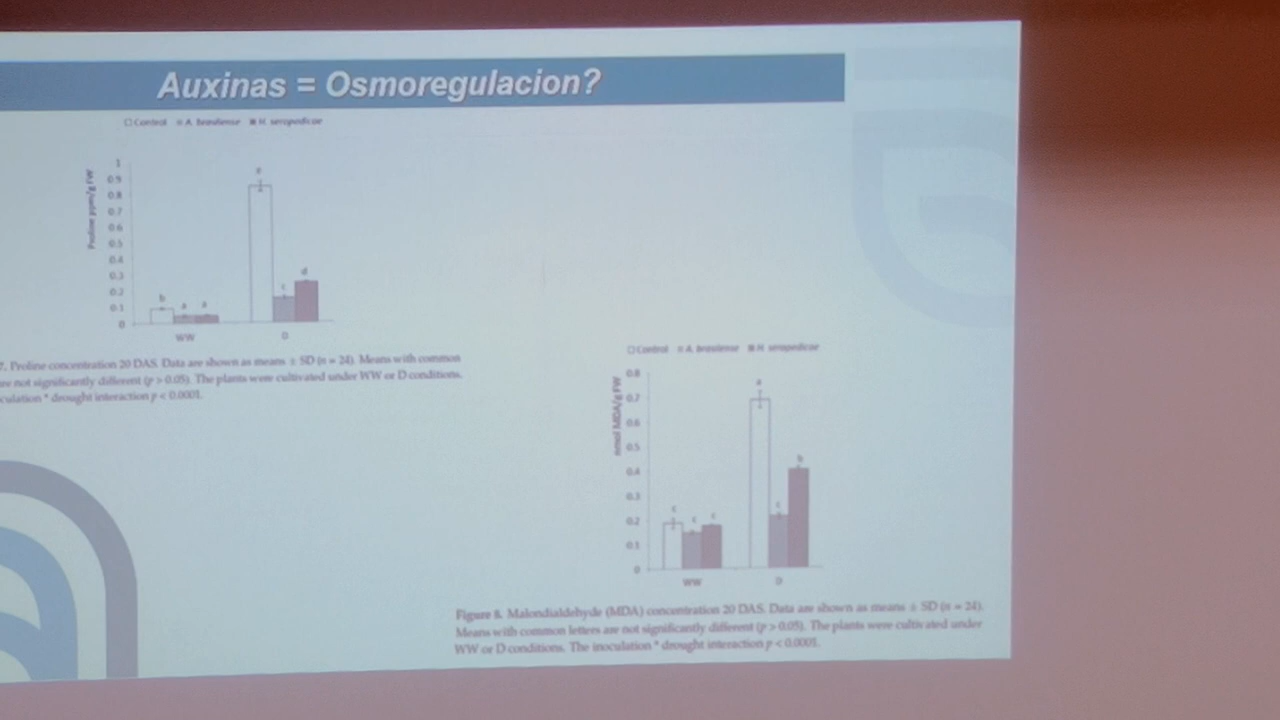 Auxinas = Osmoregulacion?
Control A. brasilense H. seropedicae
Proline ppm/g FW
1
0.9
0.8
0.7
0.6
0.5
0.4
0.3
0.2
0.1
0
b a a c d
WW D
7. Proline concentration 20 DAS. Data are shown as means ± SD (n = 24). Means with common
are not significantly different (p > 0.05). The plants were cultivated under WW or D conditions.
culation * drought interaction p < 0.0001.
Control A. brasilense H. seropedicae
nmol MDA/g FW
0.8
0.7
0.6
0.5
0.4
0.3
0.2
0.1
0
c c c a c b
WW D
Figure 8. Malondialdehyde (MDA) concentration 20 DAS. Data are shown as means ± SD (n = 24).
Means with common letters are not significantly different (p > 0.05). The plants were cultivated under
WW or D conditions. The inoculation * drought interaction p < 0.0001.